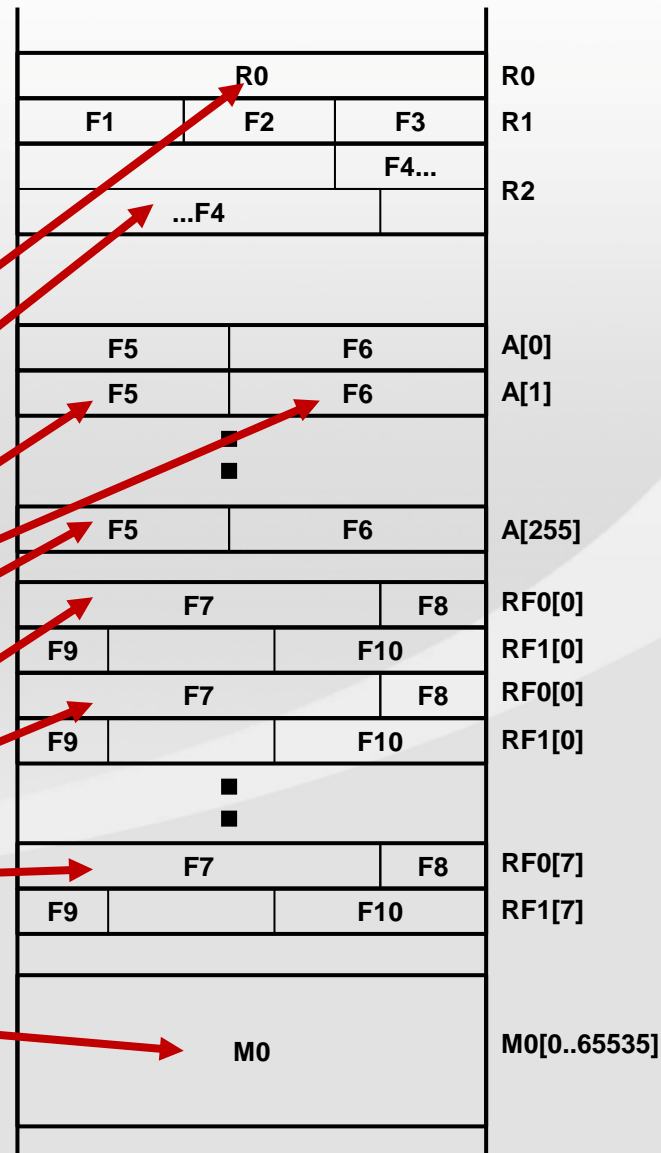 R0 R0
F1 F2 F3 R1
F4...
R2
...F4
F5 F6 A[0]
F5 F6 A[1]
F5 F6 A[255]
F7 F8 RF0[0]
F9 F10 RF1[0]
F7 F8 RF0[0]
F9 F10 RF1[0]
F7 F8 RF0[7]
F9 F10 RF1[7]
M0 M0[0..65535]